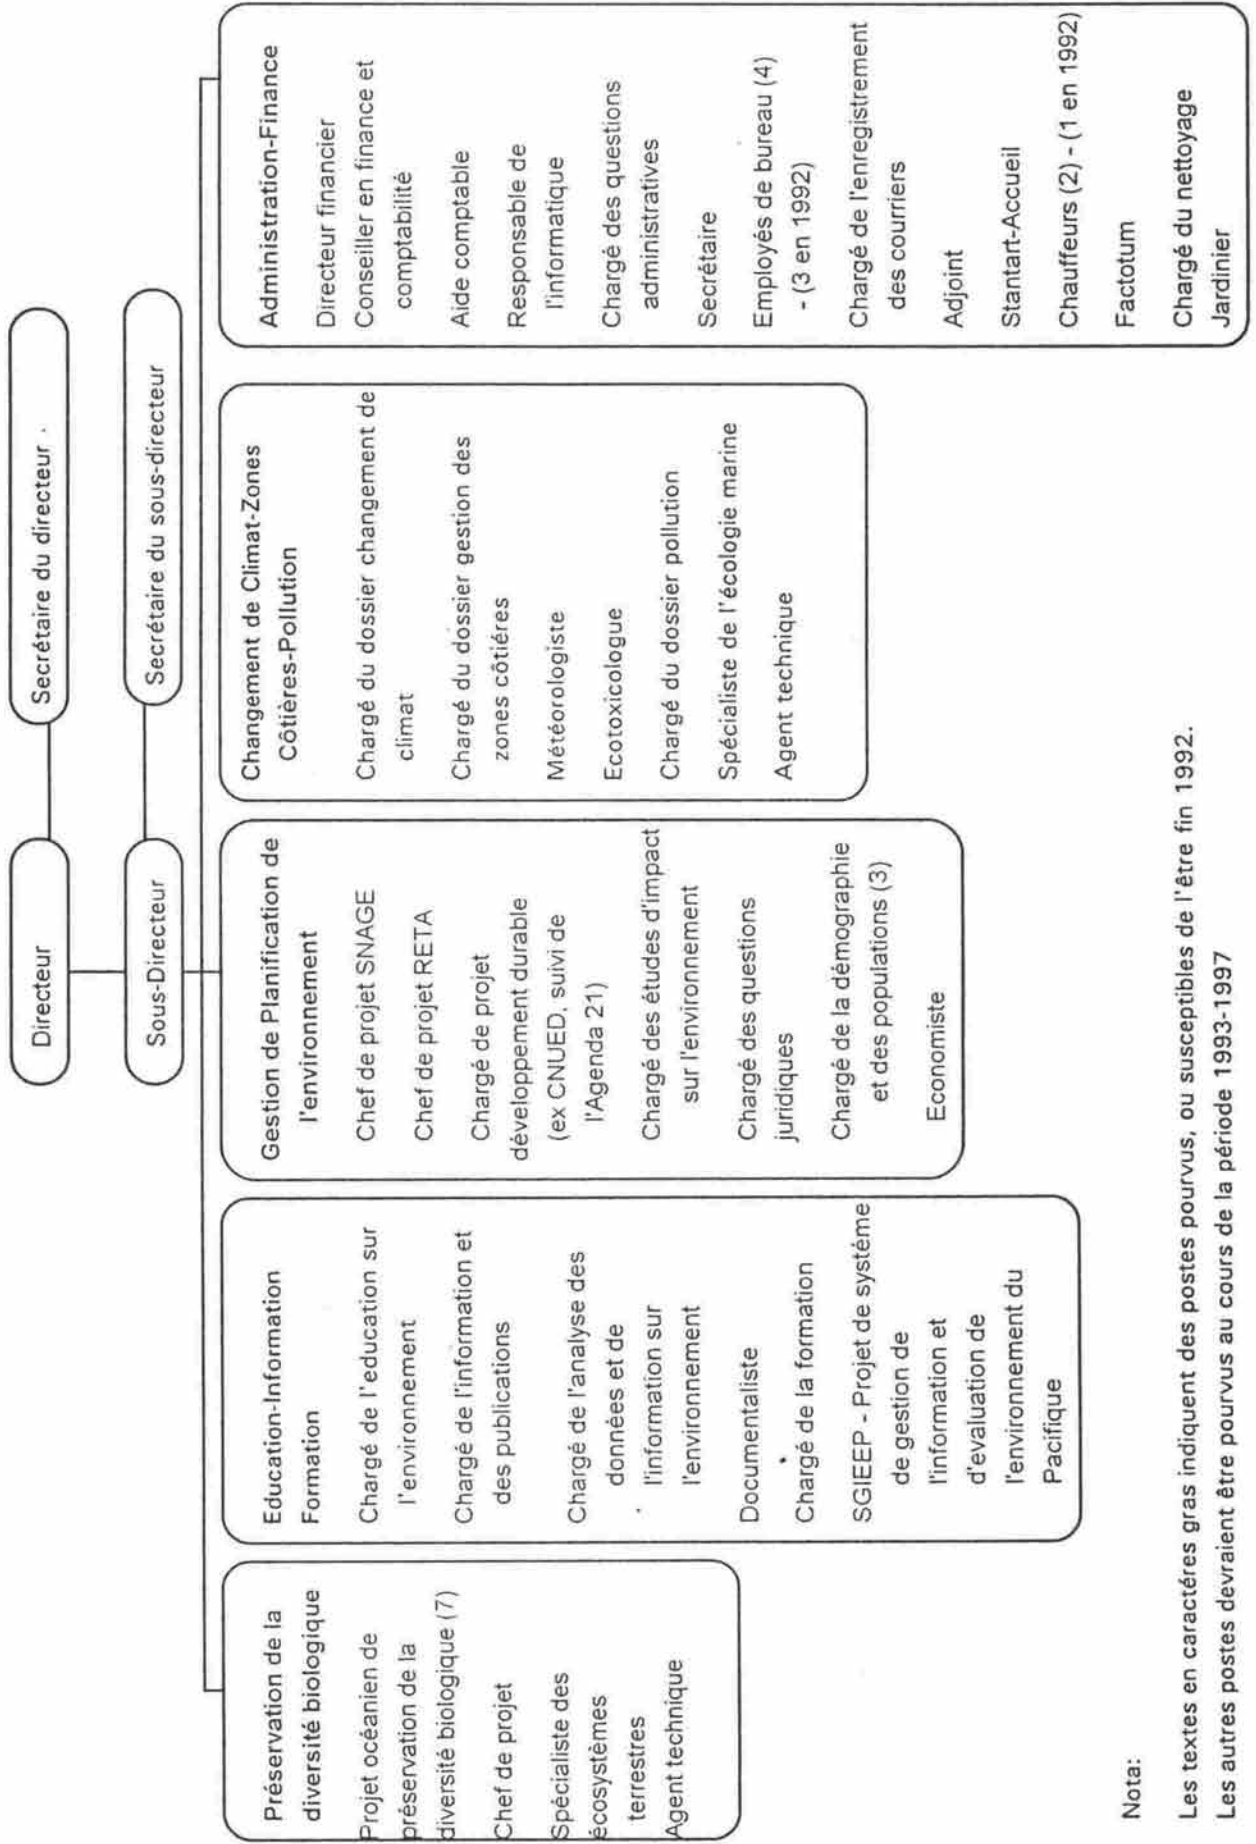 Directeur
Secrétaire du directeur .
Sous-Directeur
Secrétaire du sous-directeur
Préservation de la
diversité biologique
Projet océanien de
préservation de la
diversité biologique (7)
Chef de projet
Spécialiste des
écosystèmes
terrestres
Agent technique
Education-Information
Formation
Chargé de l'education sur
l'environnement
Chargé de l'information et
des publications
Chargé de l'analyse des
données et de
l'information sur
l'environnement
Documentaliste
Chargé de la formation
SGIEEP - Projet de systéme
de gestion de
l'information et
d'evaluation de
l'environnement du
Pacifique
Gestion de Planification de
l'environnement
Chef de projet SNAGE
Chef de projet RETA
Chargé de projet
développement durable
(ex CNUED, suivi de
l'Agenda 21)
Chargé des études d'impact
sur l'environnement
Chargé des questions
juridiques
Chargé de la démographie
et des populations (3)
Economiste
Changement de Climat-Zones
Côtières-Pollution
Chargé du dossier changement de
climat
Chargé du dossier gestion des
zones côtiéres
Météorologiste
Ecotoxicologue
Chargé du dossier pollution
Spécialiste de l'écologie marine
Agent technique
Administration-Finance
Directeur financier
Conseiller en finance et
comptabilité
Aide comptable
Responsable de
l'informatique
Chargé des questions
administratives
Secrétaire
Employés de bureau (4)
- (3 en 1992)
Chargé de l'enregistrement
des courriers
Adjoint
Stantart-Accueil
Chauffeurs (2) - (1 en 1992)
Factotum
Chargé du nettoyage
Jardinier
Nota:
Les textes en caractéres gras indiquent des postes pourvus, ou susceptibles de l'être fin 1992.
Les autres postes devraient être pourvus au cours de la période 1993-1997